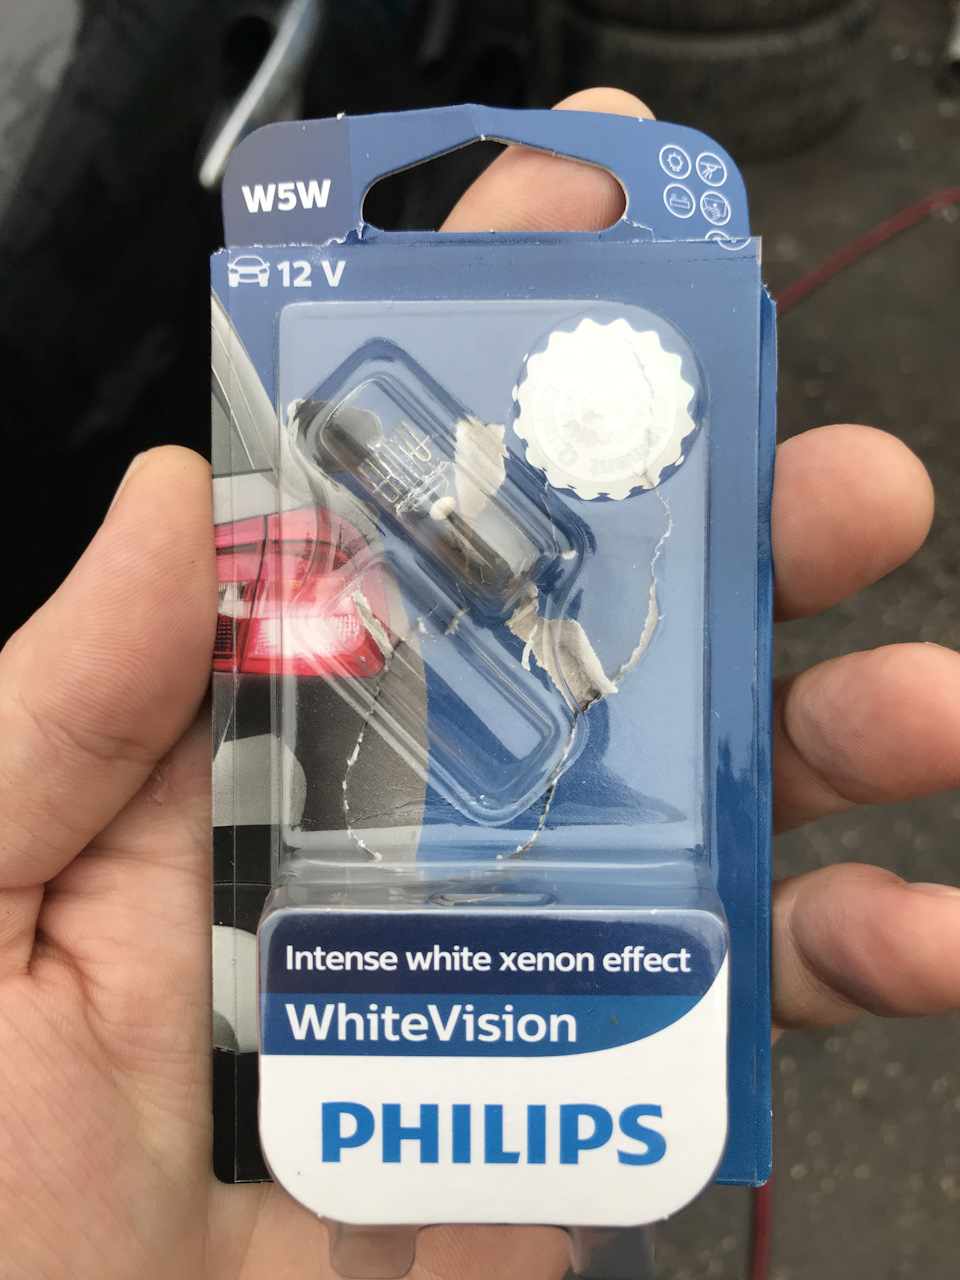 W5W
12 V
Intense white xenon effect
WhiteVision
PHILIPS